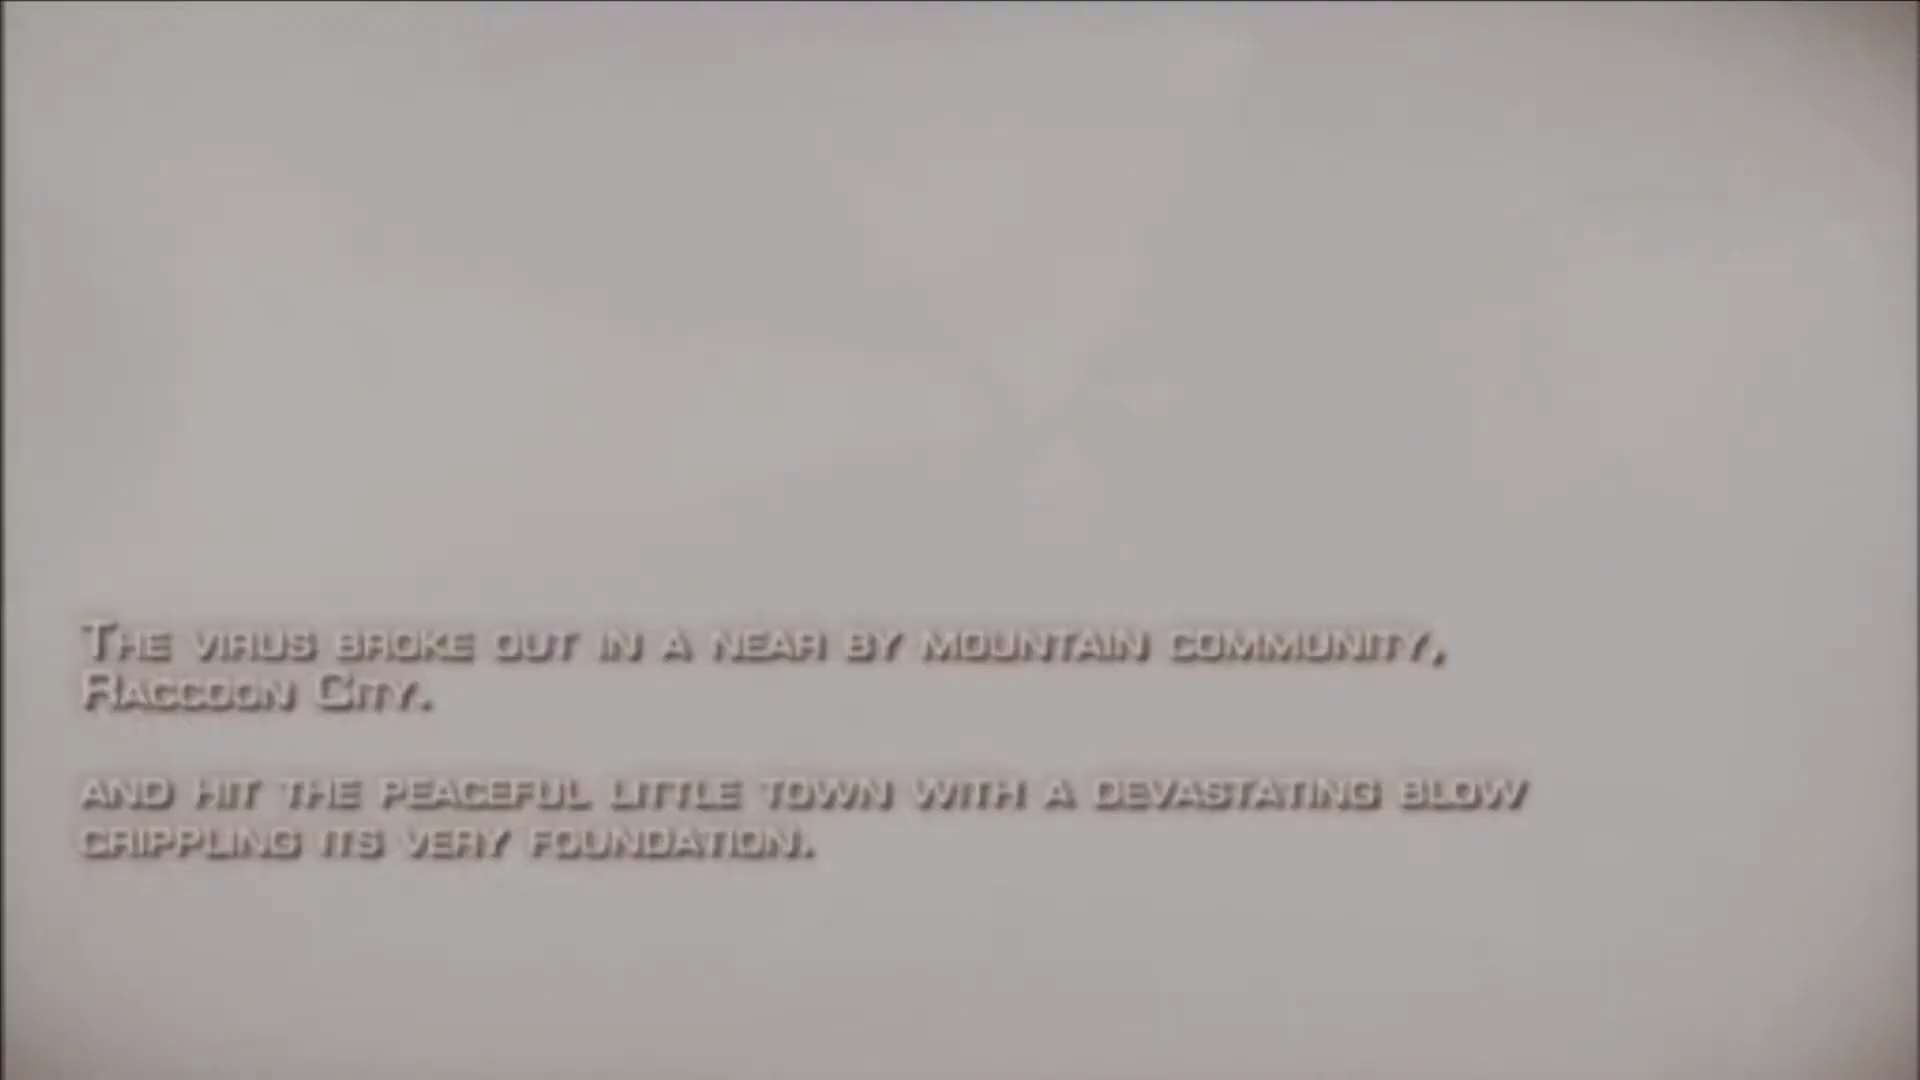 The virus broke out in a near by mountain community,
Raccoon City.
and hit the peaceful little town with a devastating blow
crippling its very foundation.